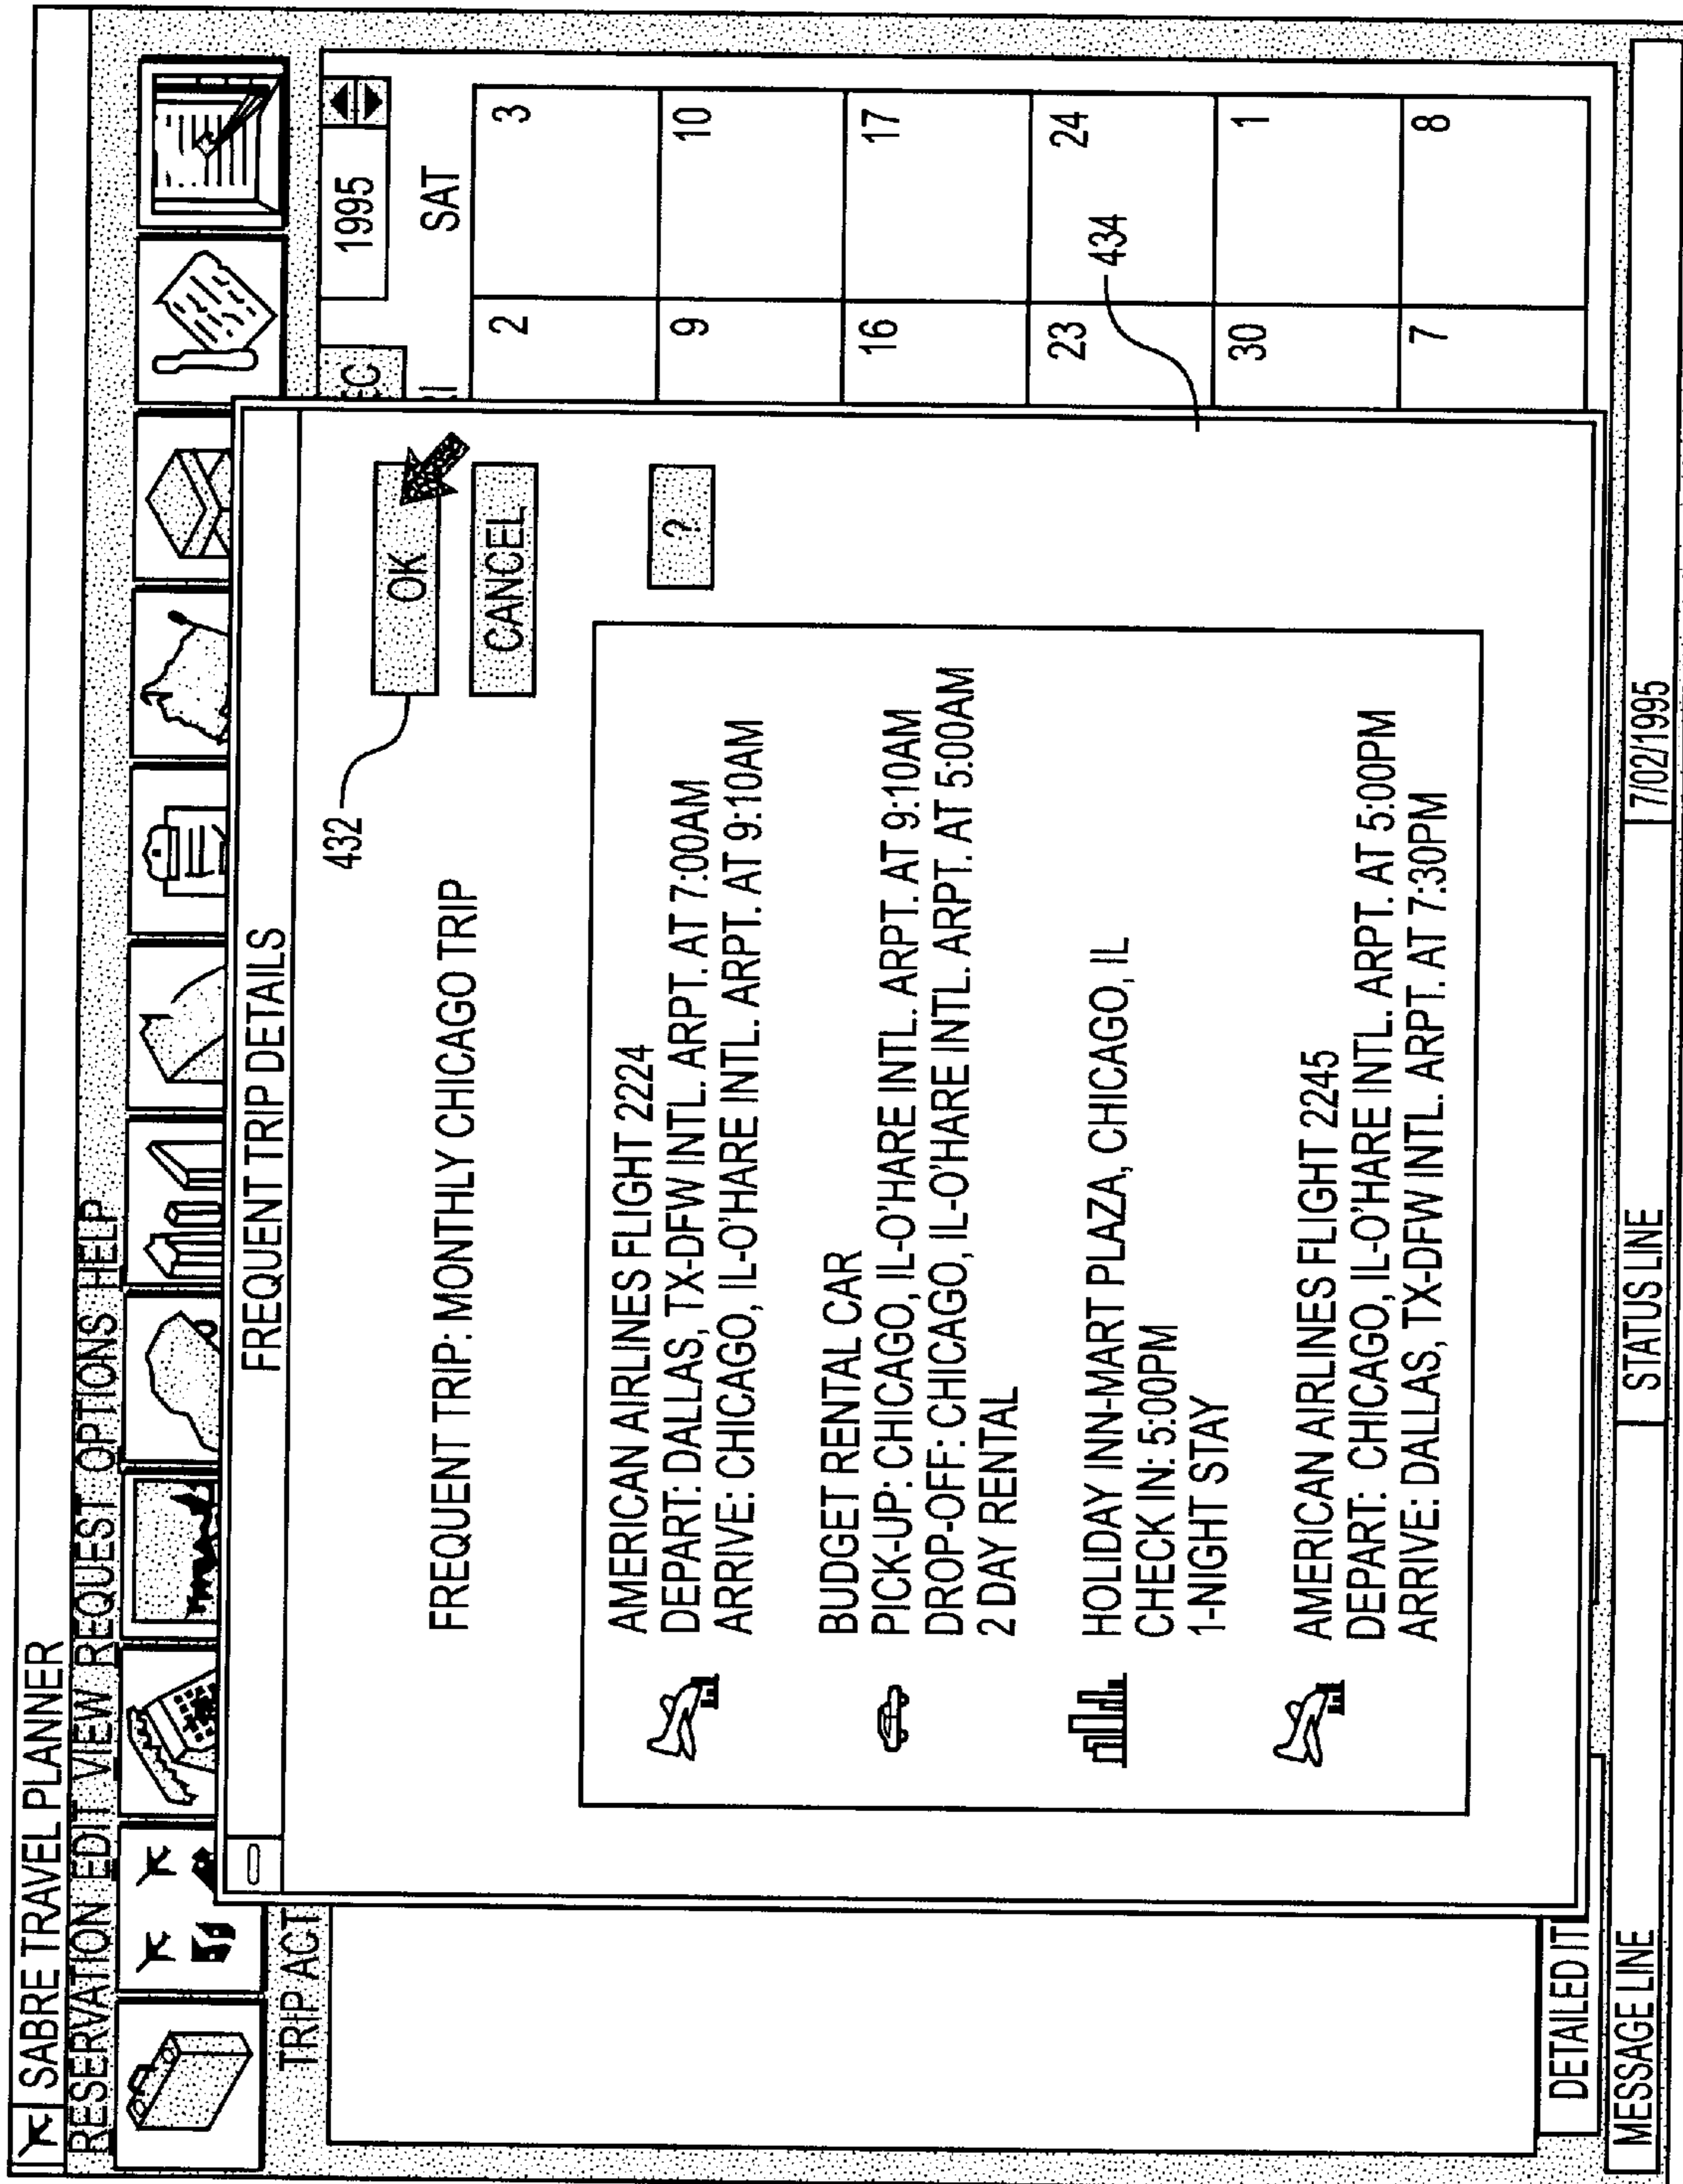 SABRE TRAVEL PLANNER
RESERVATION EDIT VIEW REQUEST OPTIONS HELP
FREQUENT TRIP DETAILS
TRIP ACT
EC
1995
RI
SAT
432
OK
CANCEL
?
FREQUENT TRIP: MONTHLY CHICAGO TRIP
AMERICAN AIRLINES FLIGHT 2224
DEPART: DALLAS, TX-DFW INTL. ARPT. AT 7:00AM
ARRIVE: CHICAGO, IL-O'HARE INTL. ARPT. AT 9:10AM
BUDGET RENTAL CAR
PICK-UP: CHICAGO, IL-O'HARE INTL. ARPT. AT 9:10AM
DROP-OFF: CHICAGO, IL-O'HARE INTL. ARPT. AT 5:00AM
2 DAY RENTAL
HOLIDAY INN-MART PLAZA, CHICAGO, IL
CHECK IN: 5:00PM
1-NIGHT STAY
AMERICAN AIRLINES FLIGHT 2245
DEPART: CHICAGO, IL-O'HARE INTL. ARPT. AT 5:00PM
ARRIVE: DALLAS, TX-DFW INTL. ARPT. AT 7:30PM
2 3
9 10
16 17
23 24
434
30 1
7 8
DETAILED IT
MESSAGE LINE STATUS LINE 7/02/1995